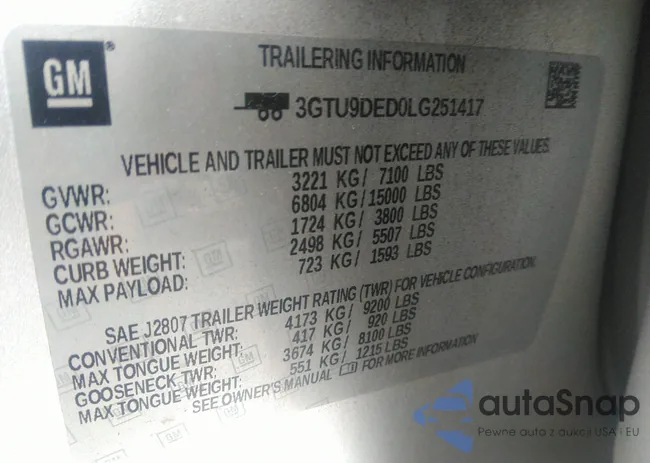 GM®
TRAILERING INFORMATION
3GTU9DED0LG251417
VEHICLE AND TRAILER MUST NOT EXCEED ANY OF THESE VALUES.
GVWR: 3221 KG/ 7100 LBS
GCWR: 6804 KG/15000 LBS
RGAWR: 1724 KG/ 3800 LBS
CURB WEIGHT: 2498 KG/ 5507 LBS
MAX PAYLOAD: 723 KG/ 1593 LBS
SAE J2807 TRAILER WEIGHT RATING (TWR) FOR VEHICLE CONFIGURATION.
CONVENTIONAL TWR: 4173 KG/ 9200 LBS
MAX TONGUE WEIGHT: 417 KG/ 920 LBS
GOOSENECK TWR: 3674 KG/ 8100 LBS
MAX TONGUE WEIGHT: 551 KG/ 1215 LBS
SEE OWNER'S MANUAL FOR MORE INFORMATION
autaSnap
Pewne auta z aukcji USA - EU